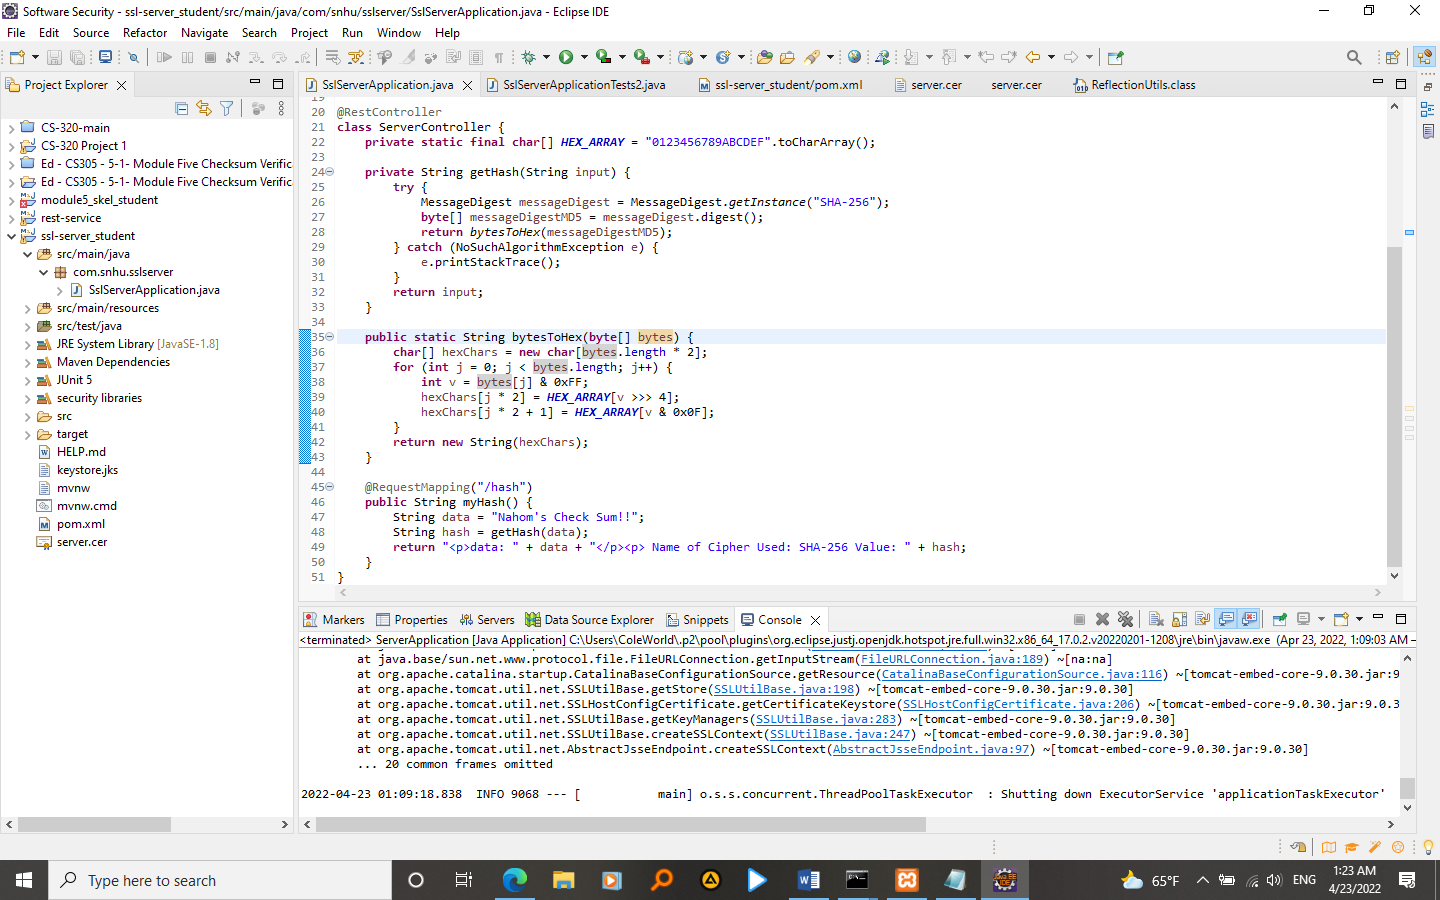 Software Security - ssl-server_student/src/main/java/com/snhu/sslserver/SslServerApplication.java - Eclipse IDE
File Edit Source Refactor Navigate Search Project Run Window Help
Project Explorer
CS-320-main
CS-320 Project 1
Ed - CS305 - 5-1- Module Five Checksum Verific
Ed - CS305 - 5-1- Module Five Checksum Verific
module5_skel_student
rest-service
ssl-server_student
src/main/java
com.snhu.sslserver
SslServerApplication.java
src/main/resources
src/test/java
JRE System Library [JavaSE-1.8]
Maven Dependencies
JUnit 5
security libraries
src
target
HELP.md
keystore.jks
mvnw
mvnw.cmd
pom.xml
server.cer
SslServerApplication.java SslServerApplicationTests2.java ssl-server_student/pom.xml server.cer server.cer ReflectionUtils.class
19
20 @RestController
21 class ServerController {
22 private static final char[] HEX_ARRAY = "0123456789ABCDEF".toCharArray();
23
24 private String getHash(String input) {
25 try {
26 MessageDigest messageDigest = MessageDigest.getInstance("SHA-256");
27 byte[] messageDigestMD5 = messageDigest.digest();
28 return bytesToHex(messageDigestMD5);
29 } catch (NoSuchAlgorithmException e) {
30 e.printStackTrace();
31 }
32 return input;
33 }
34
35 public static String bytesToHex(byte[] bytes) {
36 char[] hexChars = new char[bytes.length * 2];
37 for (int j = 0; j < bytes.length; j++) {
38 int v = bytes[j] & 0xFF;
39 hexChars[j * 2] = HEX_ARRAY[v >>> 4];
40 hexChars[j * 2 + 1] = HEX_ARRAY[v & 0x0F];
41 }
42 return new String(hexChars);
43 }
44
45 @RequestMapping("/hash")
46 public String myHash() {
47 String data = "Nahom's Check Sum!!";
48 String hash = getHash(data);
49 return "<p>data: " + data + "</p><p> Name of Cipher Used: SHA-256 Value: " + hash;
50 }
51 }
Markers Properties Servers Data Source Explorer Snippets Console
<terminated> ServerApplication [Java Application] C:\Users\ColeWorld\.p2\pool\plugins\org.eclipse.justj.openjdk.hotspot.jre.full.win32.x86_64_17.0.2.v20220201-1208\jre\bin\javaw.exe (Apr 23, 2022, 1:09:03 AM –
at java.base/sun.net.www.protocol.file.FileURLConnection.getInputStream(FileURLConnection.java:189) ~[na:na]
at org.apache.catalina.startup.CatalinaBaseConfigurationSource.getResource(CatalinaBaseConfigurationSource.java:116) ~[tomcat-embed-core-9.0.30.jar:9
at org.apache.tomcat.util.net.SSLUtilBase.getStore(SSLUtilBase.java:198) ~[tomcat-embed-core-9.0.30.jar:9.0.30]
at org.apache.tomcat.util.net.SSLHostConfigCertificate.getCertificateKeystore(SSLHostConfigCertificate.java:206) ~[tomcat-embed-core-9.0.30.jar:9.0.3
at org.apache.tomcat.util.net.SSLUtilBase.getKeyManagers(SSLUtilBase.java:283) ~[tomcat-embed-core-9.0.30.jar:9.0.30]
at org.apache.tomcat.util.net.SSLUtilBase.createSSLContext(SSLUtilBase.java:247) ~[tomcat-embed-core-9.0.30.jar:9.0.30]
at org.apache.tomcat.util.net.AbstractJsseEndpoint.createSSLContext(AbstractJsseEndpoint.java:97) ~[tomcat-embed-core-9.0.30.jar:9.0.30]
... 20 common frames omitted
2022-04-23 01:09:18.838 INFO 9068 --- [ main] o.s.s.concurrent.ThreadPoolTaskExecutor : Shutting down ExecutorService 'applicationTaskExecutor'
Type here to search
65°F
ENG
1:23 AM
4/23/2022